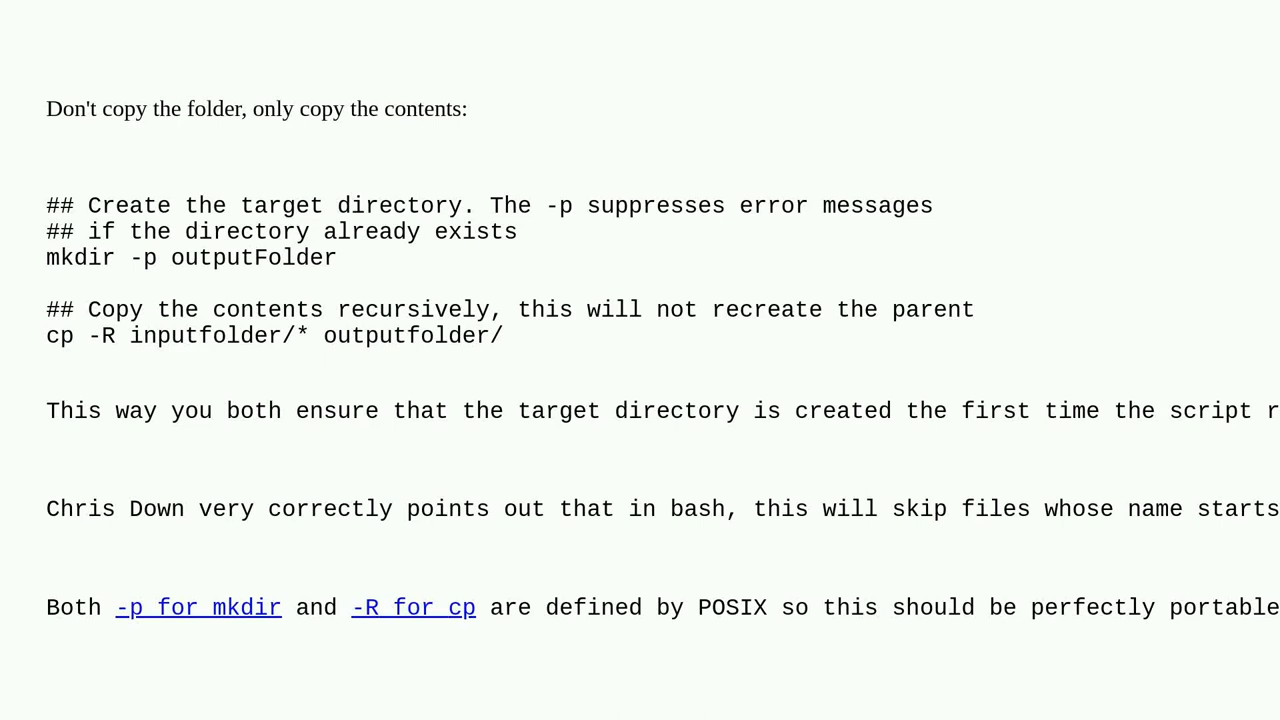 Don't copy the folder, only copy the contents:
## Create the target directory. The -p suppresses error messages
## if the directory already exists
mkdir -p outputFolder
## Copy the contents recursively, this will not recreate the parent
cp -R inputfolder/* outputfolder/
This way you both ensure that the target directory is created the first time the script
Chris Down very correctly points out that in bash, this will skip files whose name starts
Both -p for mkdir and -R for cp are defined by POSIX so this should be perfectly portable